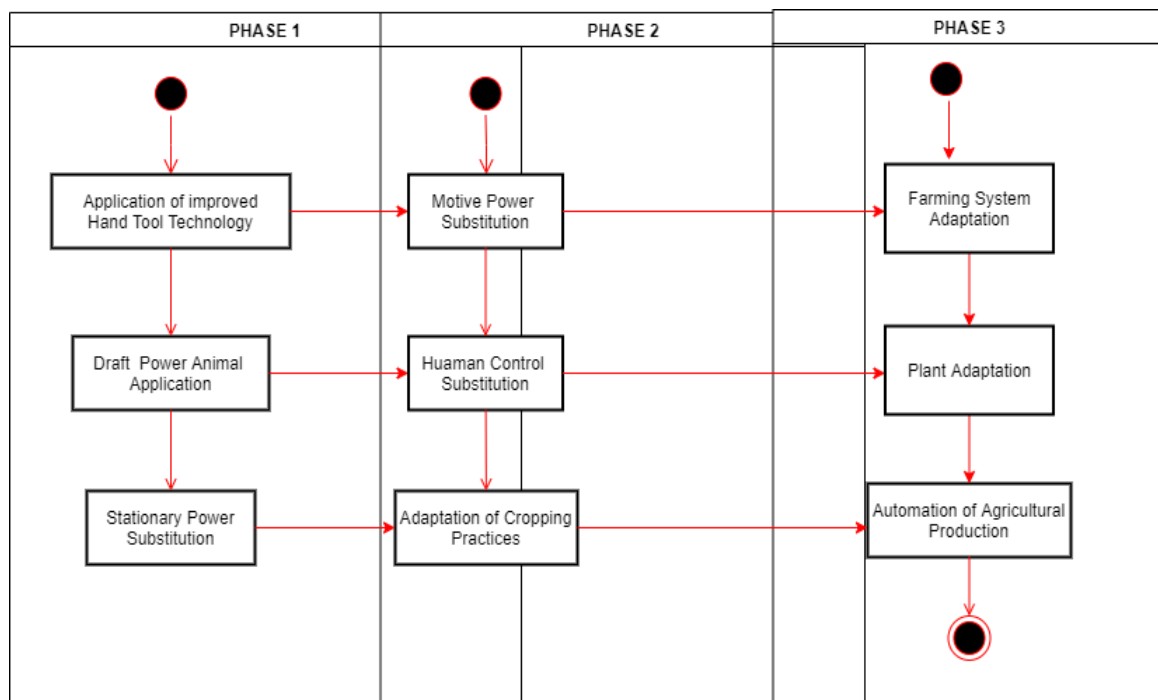 PHASE 1
PHASE 2
PHASE 3
Application of improved
Hand Tool Technology
Motive Power
Substitution
Farming System
Adaptation
Draft Power Animal
Application
Huaman Control
Substitution
Plant Adaptation
Stationary Power
Substitution
Adaptation of Cropping
Practices
Automation of Agricultural
Production